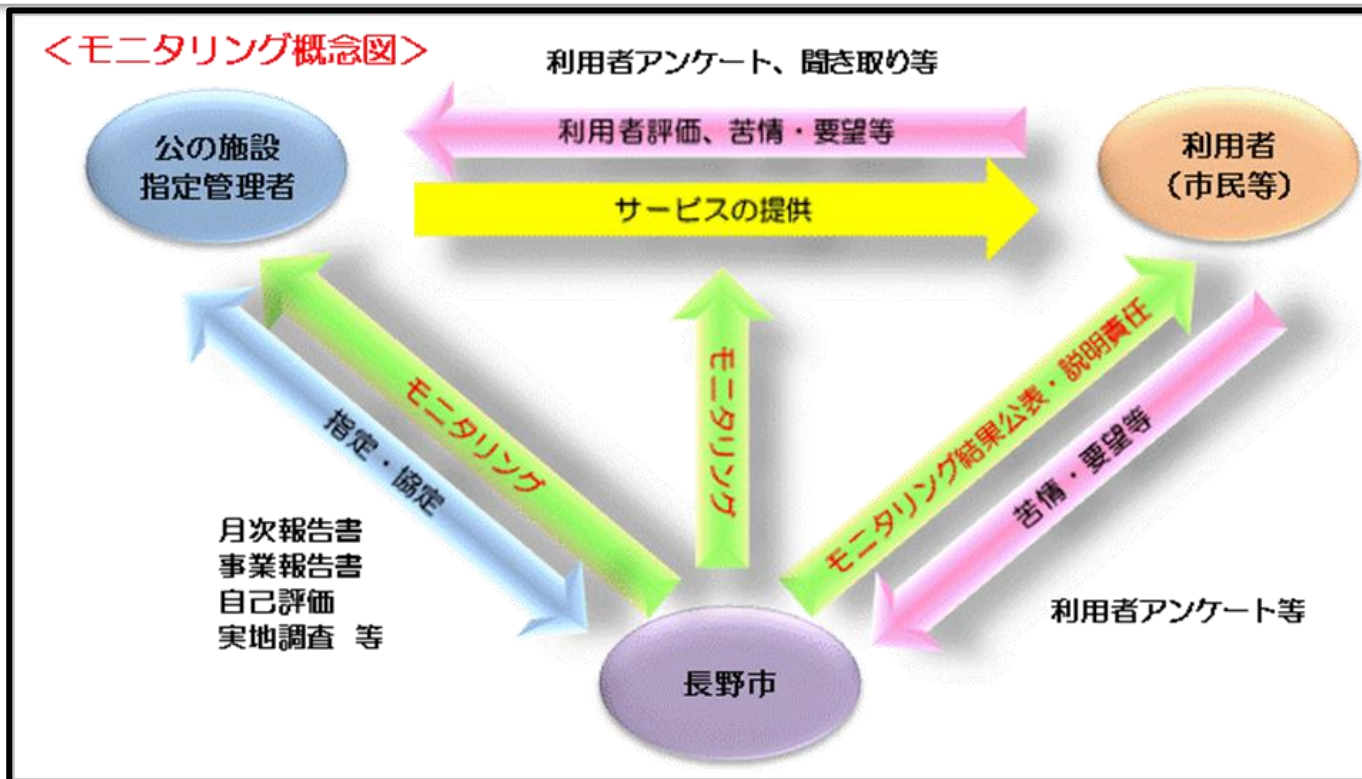 <モニタリング概念図>
利用者アンケート、聞き取り等
公の施設
指定管理者
利用者評価、苦情・要望等
利用者
(市民等)
サービスの提供
モニタリング
指定・協定
モニタリング
モニタリング結果公表・説明責任
苦情・要望等
月次報告書
事業報告書
自己評価
実地調査 等
利用者アンケート等
長野市